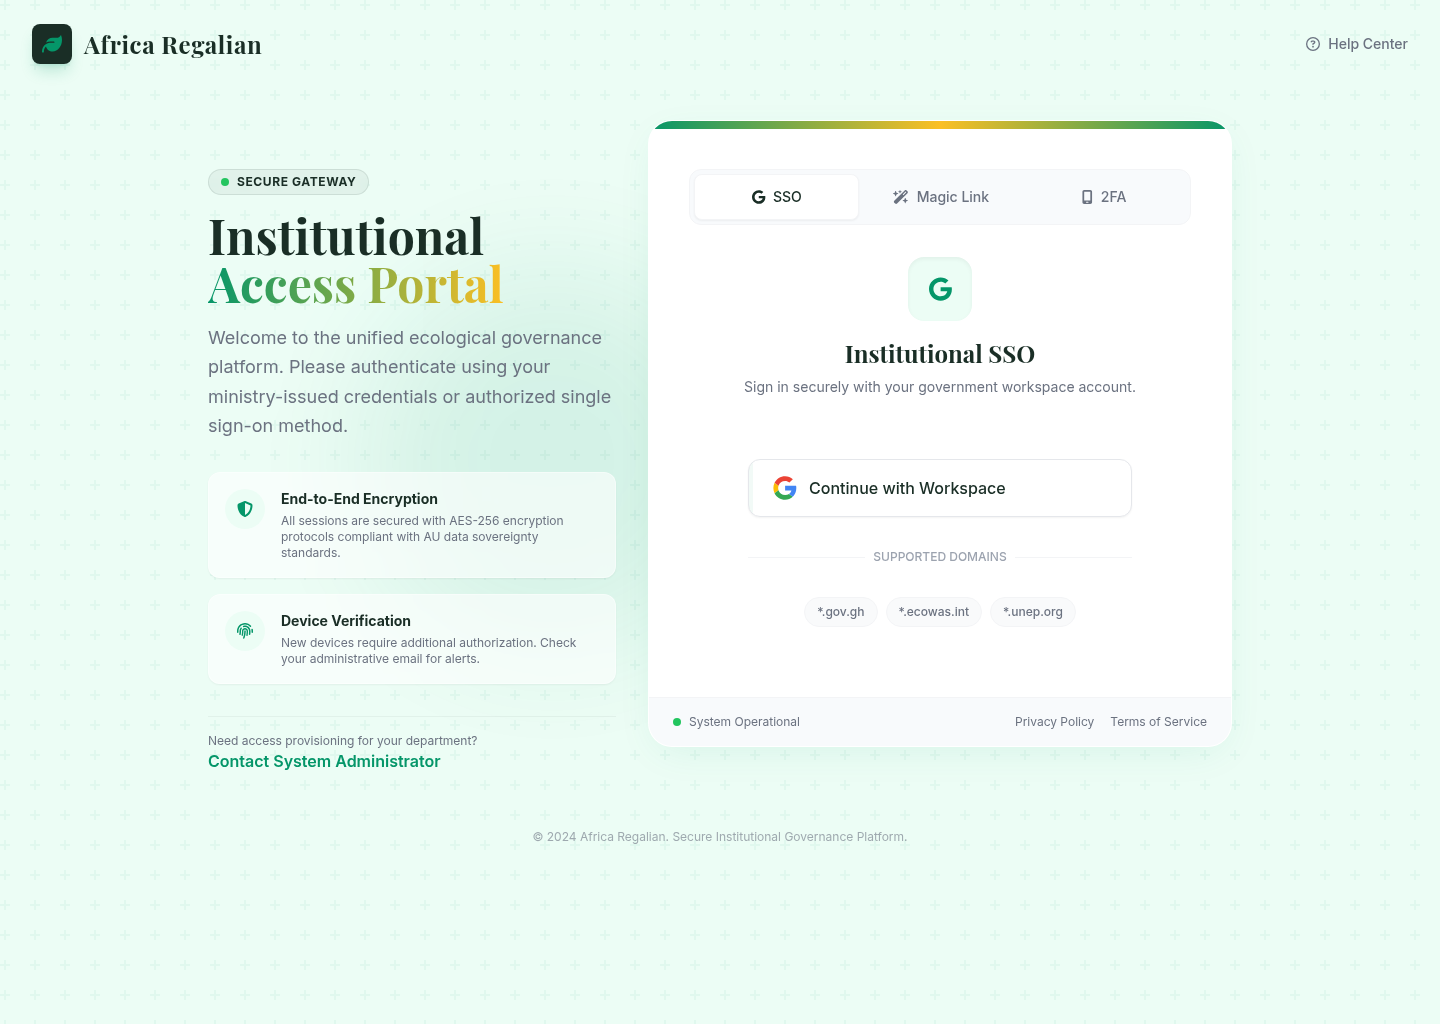 Africa Regalian
Help Center
SECURE GATEWAY
Institutional
Access Portal
Welcome to the unified ecological governance
platform. Please authenticate using your
ministry-issued credentials or authorized single
sign-on method.
End-to-End Encryption
All sessions are secured with AES-256 encryption
protocols compliant with AU data sovereignty
standards.
Device Verification
New devices require additional authorization. Check
your administrative email for alerts.
Need access provisioning for your department?
Contact System Administrator
SSO
Magic Link
2FA
Institutional SSO
Sign in securely with your government workspace account.
Continue with Workspace
SUPPORTED DOMAINS
*.gov.gh
*.ecowas.int
*.unep.org
System Operational
Privacy Policy
Terms of Service
© 2024 Africa Regalian. Secure Institutional Governance Platform.